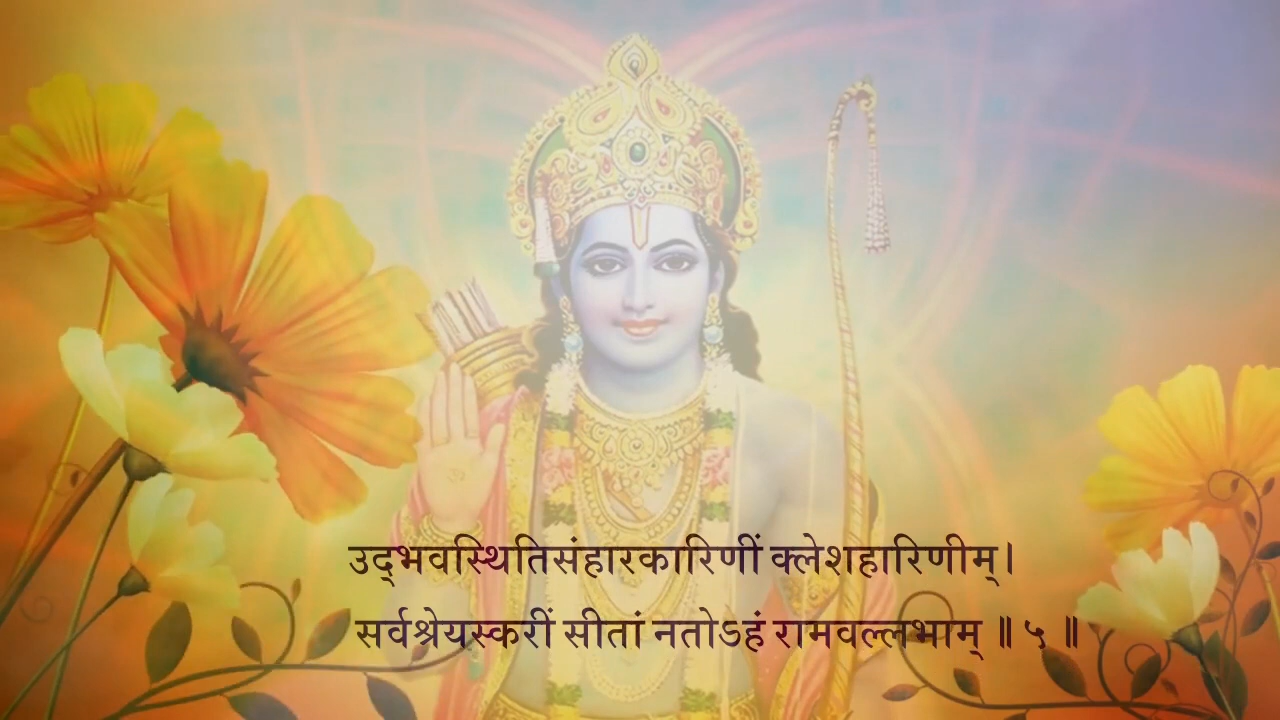 उद्‌भवस्थितिसंहारकारिणीं क्लेशहारिणीम्।
सर्वश्रेयस्करीं सीतां नतोऽहं रामवल्लभाम् ॥ ५ ॥